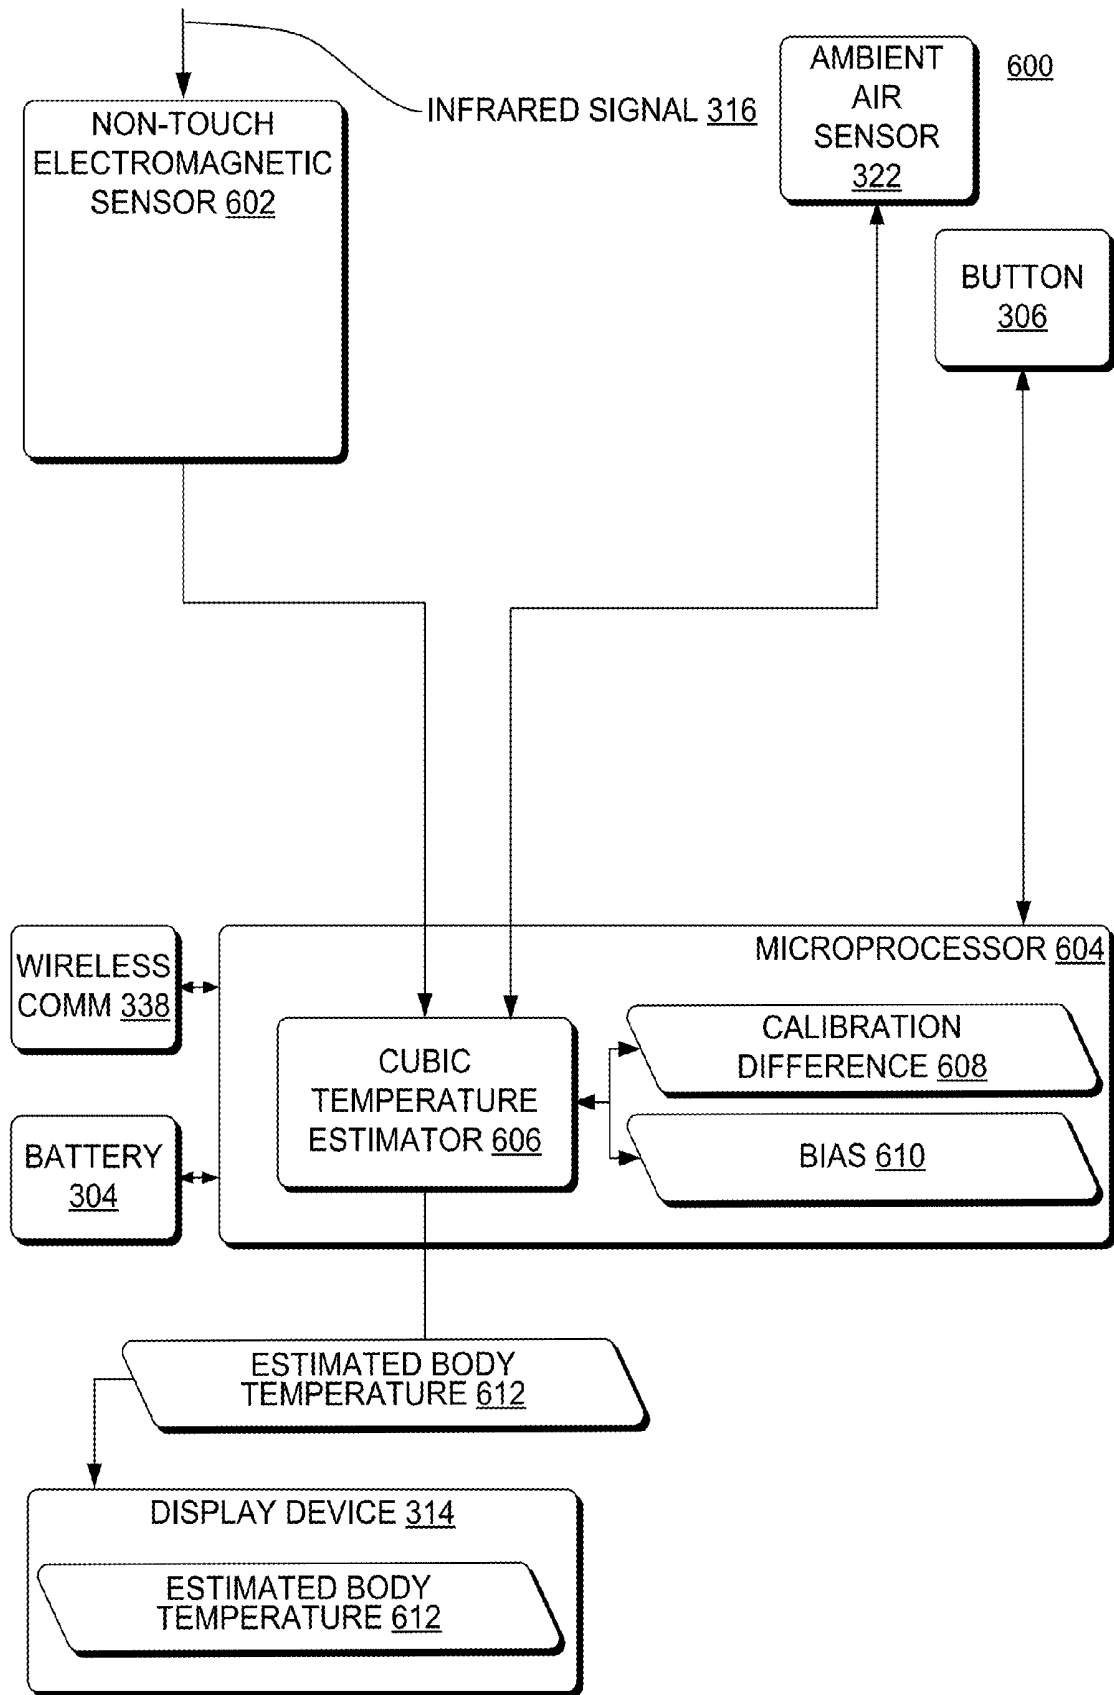 INFRARED SIGNAL 316
AMBIENT
AIR
SENSOR
322
600
NON-TOUCH
ELECTROMAGNETIC
SENSOR 602
BUTTON
306
MICROPROCESSOR 604
WIRELESS
COMM 338
CALIBRATION
DIFFERENCE 608
CUBIC
TEMPERATURE
ESTIMATOR 606
BIAS 610
BATTERY
304
ESTIMATED BODY
TEMPERATURE 612
DISPLAY DEVICE 314
ESTIMATED BODY
TEMPERATURE 612